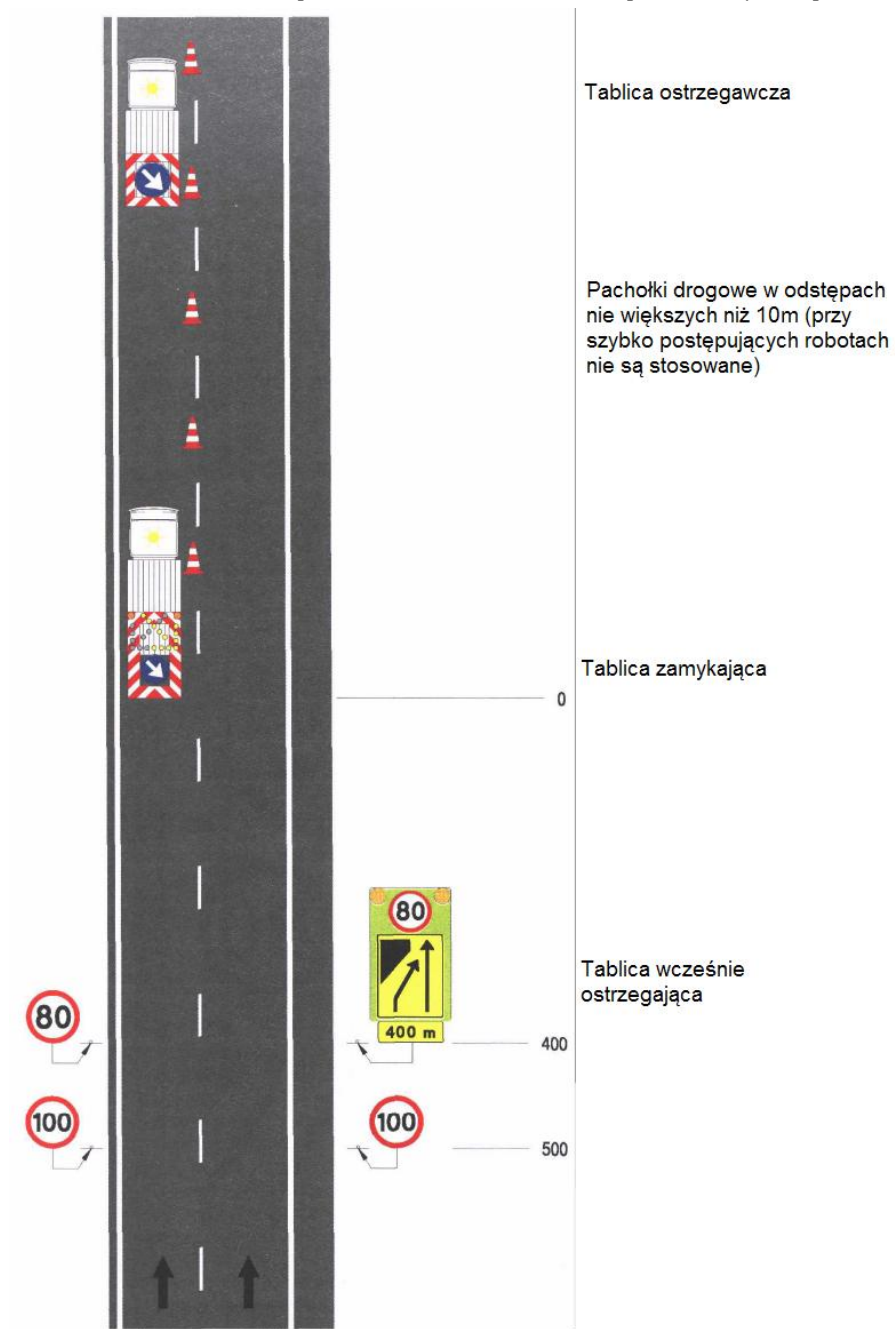 Tablica ostrzegawcza
Pachołki drogowe w odstępach
nie większych niż 10m (przy
szybko postępujących robotach
nie są stosowane)
Tablica zamykająca
0
80
Tablica wcześnie
ostrzegająca
80
400 m
400
100
100
500